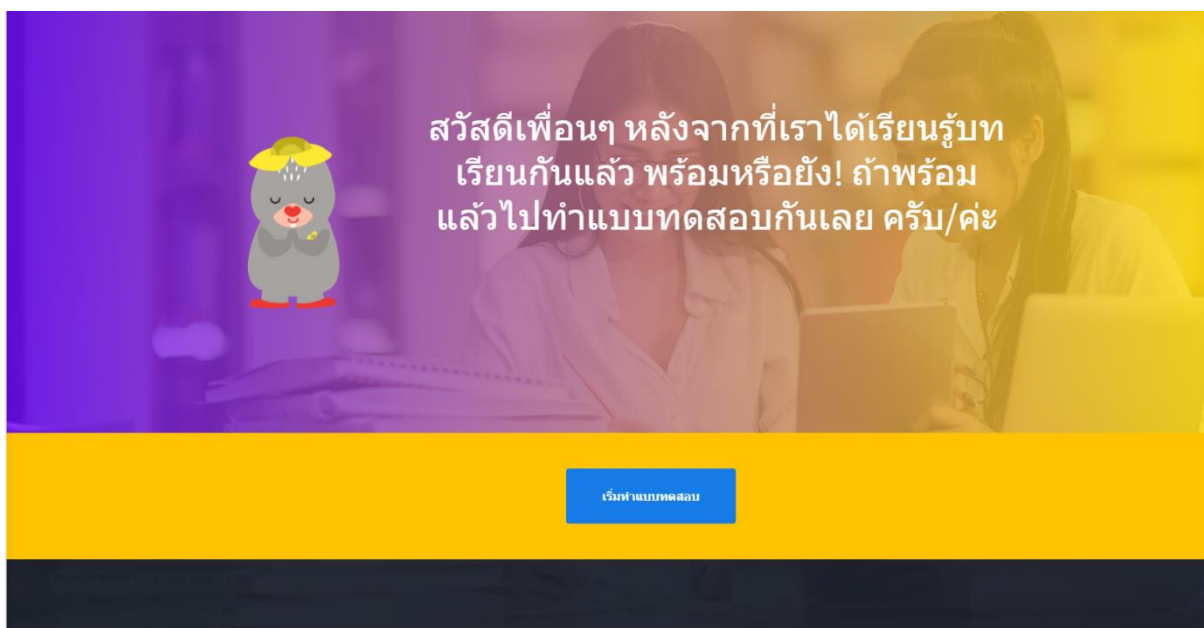 สวัสดีเพื่อนๆ หลังจากที่เราได้เรียนรู้บท
เรียนกันแล้ว พร้อมหรือยัง! ถ้าพร้อม
แล้วไปทำแบบทดสอบกันเลย ครับ/ค่ะ
เริ่มทำแบบทดสอบ